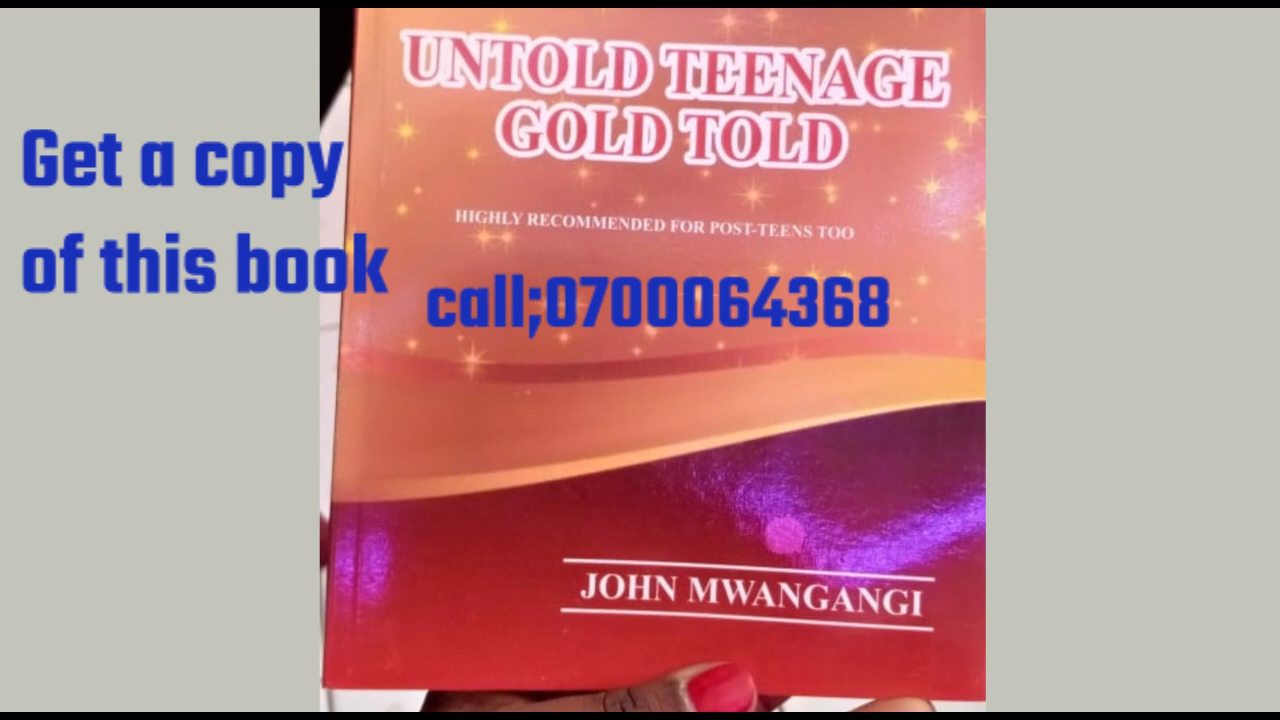 UNTOLD TEENAGE
GOLD TOLD
Get a copy
of this book
HIGHLY RECOMMENDED FOR POST-TEENS TOO
call;0700064368
JOHN MWANGANGI